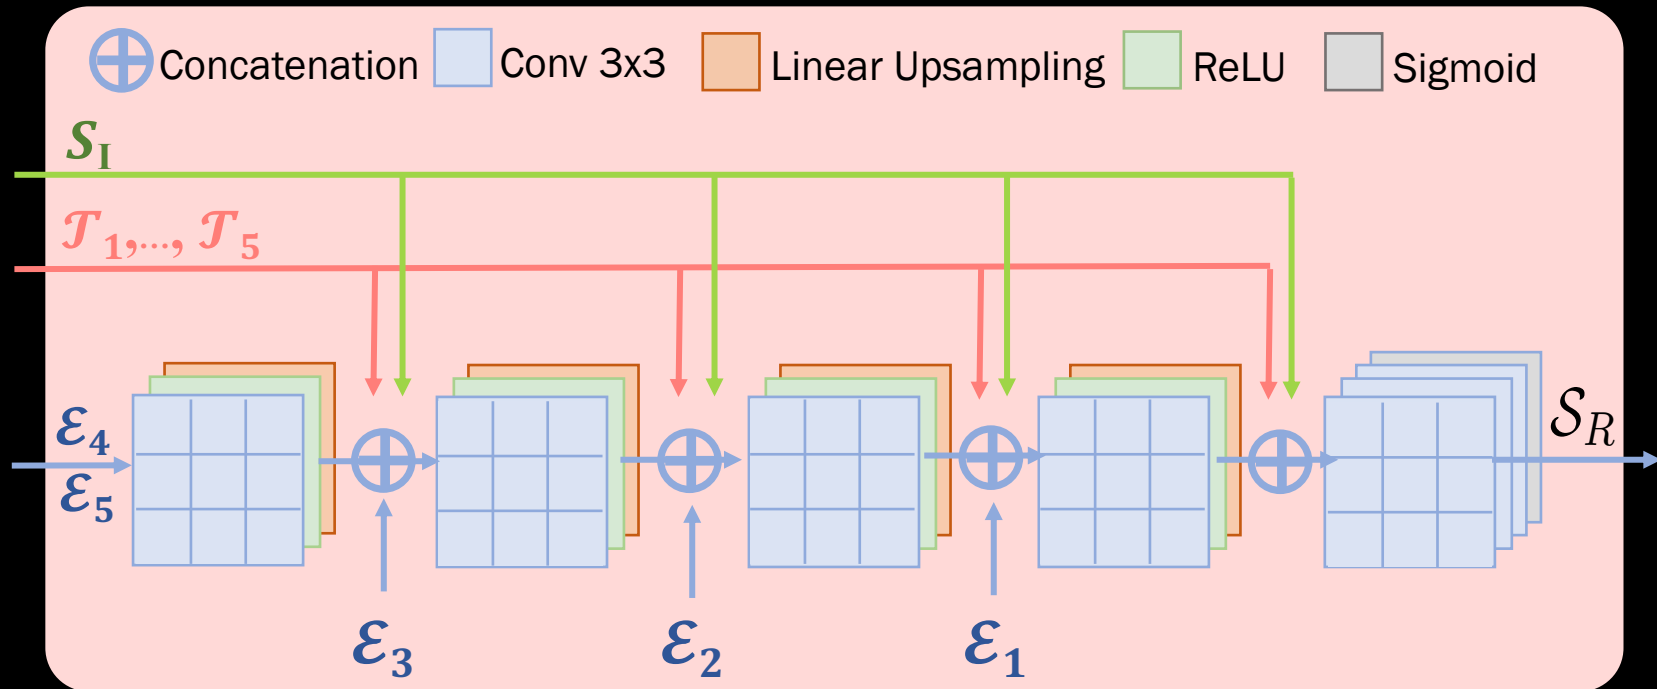 Concatenation Conv 3x3 Linear Upsampling ReLU Sigmoid
S_I
𝒯_1,..., 𝒯_5
ℰ_4
ℰ_5
𝒮_R
ℰ_3 ℰ_2 ℰ_1